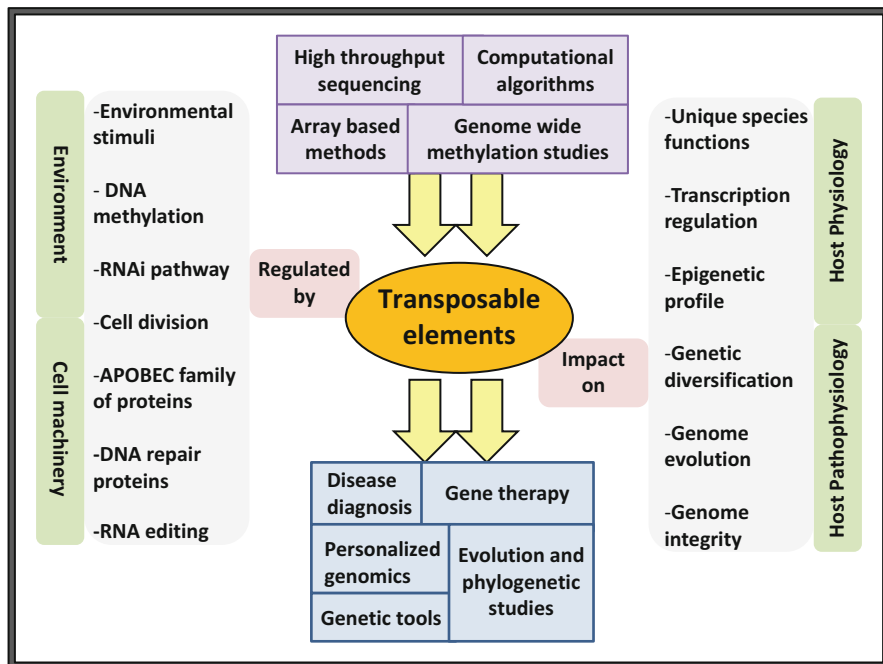 High throughput
sequencing
Computational
algorithms
Array based
methods
Genome wide
methylation studies
Environment
Cell machinery
-Environmental
stimuli
- DNA
methylation
-RNAi pathway
-Cell division
-APOBEC family
of proteins
-DNA repair
proteins
-RNA editing
Regulated
by
Transposable
elements
Impact
on
-Unique species
functions
-Transcription
regulation
-Epigenetic
profile
-Genetic
diversification
-Genome
evolution
-Genome
integrity
Host Physiology
Host Pathophysiology
Disease
diagnosis
Gene therapy
Personalized
genomics
Evolution and
phylogenetic
studies
Genetic tools